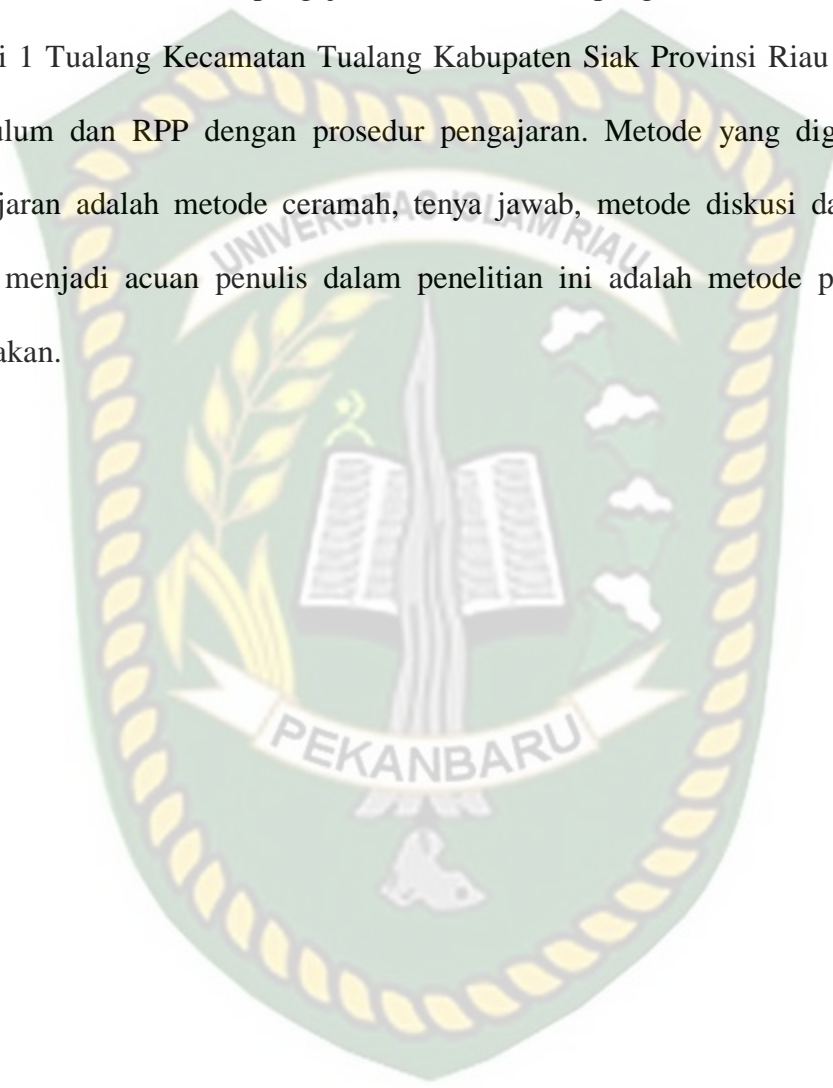 i 1 Tualang Kecamatan Tualang Kabupaten Siak Provinsi Riau
ulum dan RPP dengan prosedur pengajaran. Metode yang dig
jaran adalah metode ceramah, tenya jawab, metode diskusi da
menjadi acuan penulis dalam penelitian ini adalah metode p
akan.
UNIVERSITAS ISLAM RIAU
PEKANBARU